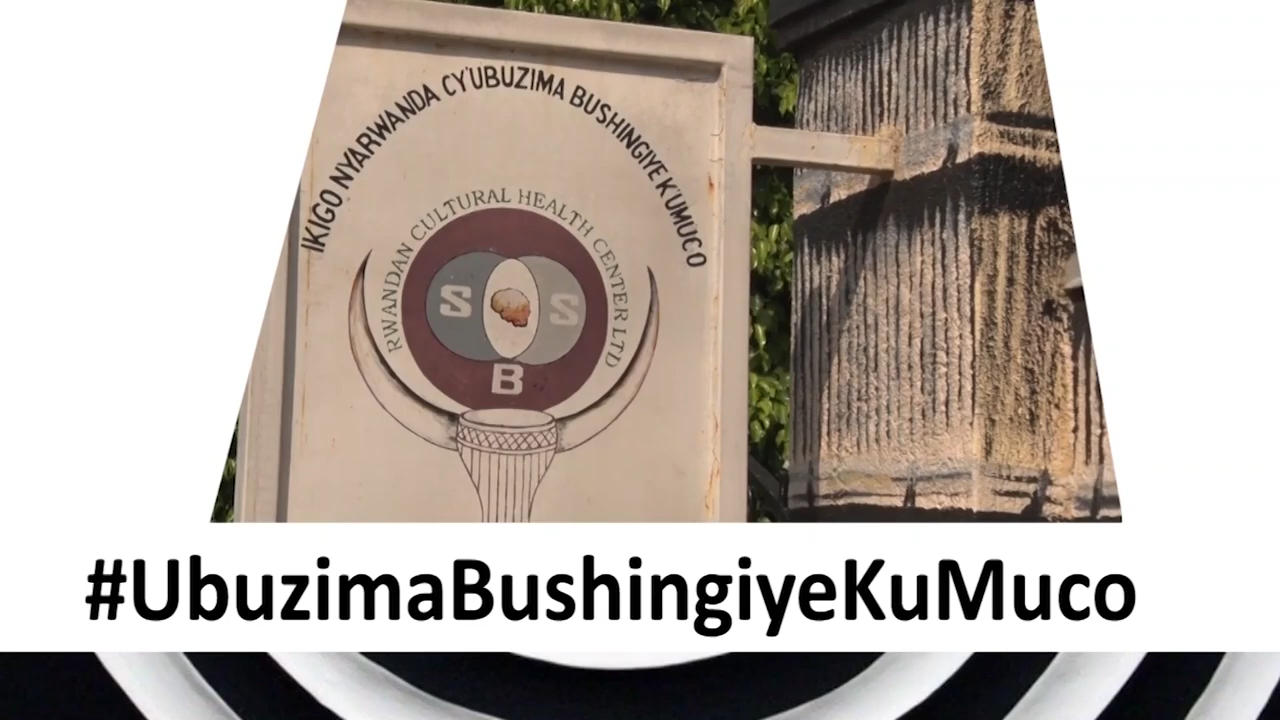 IKIGO NYARWANDA CY'UBUZIMA BUSHINGIYE K'UMUCO
RWANDAN CULTURAL HEALTH CENTER LTD
S S
B
#UbuzimaBushingiyeKuMuco